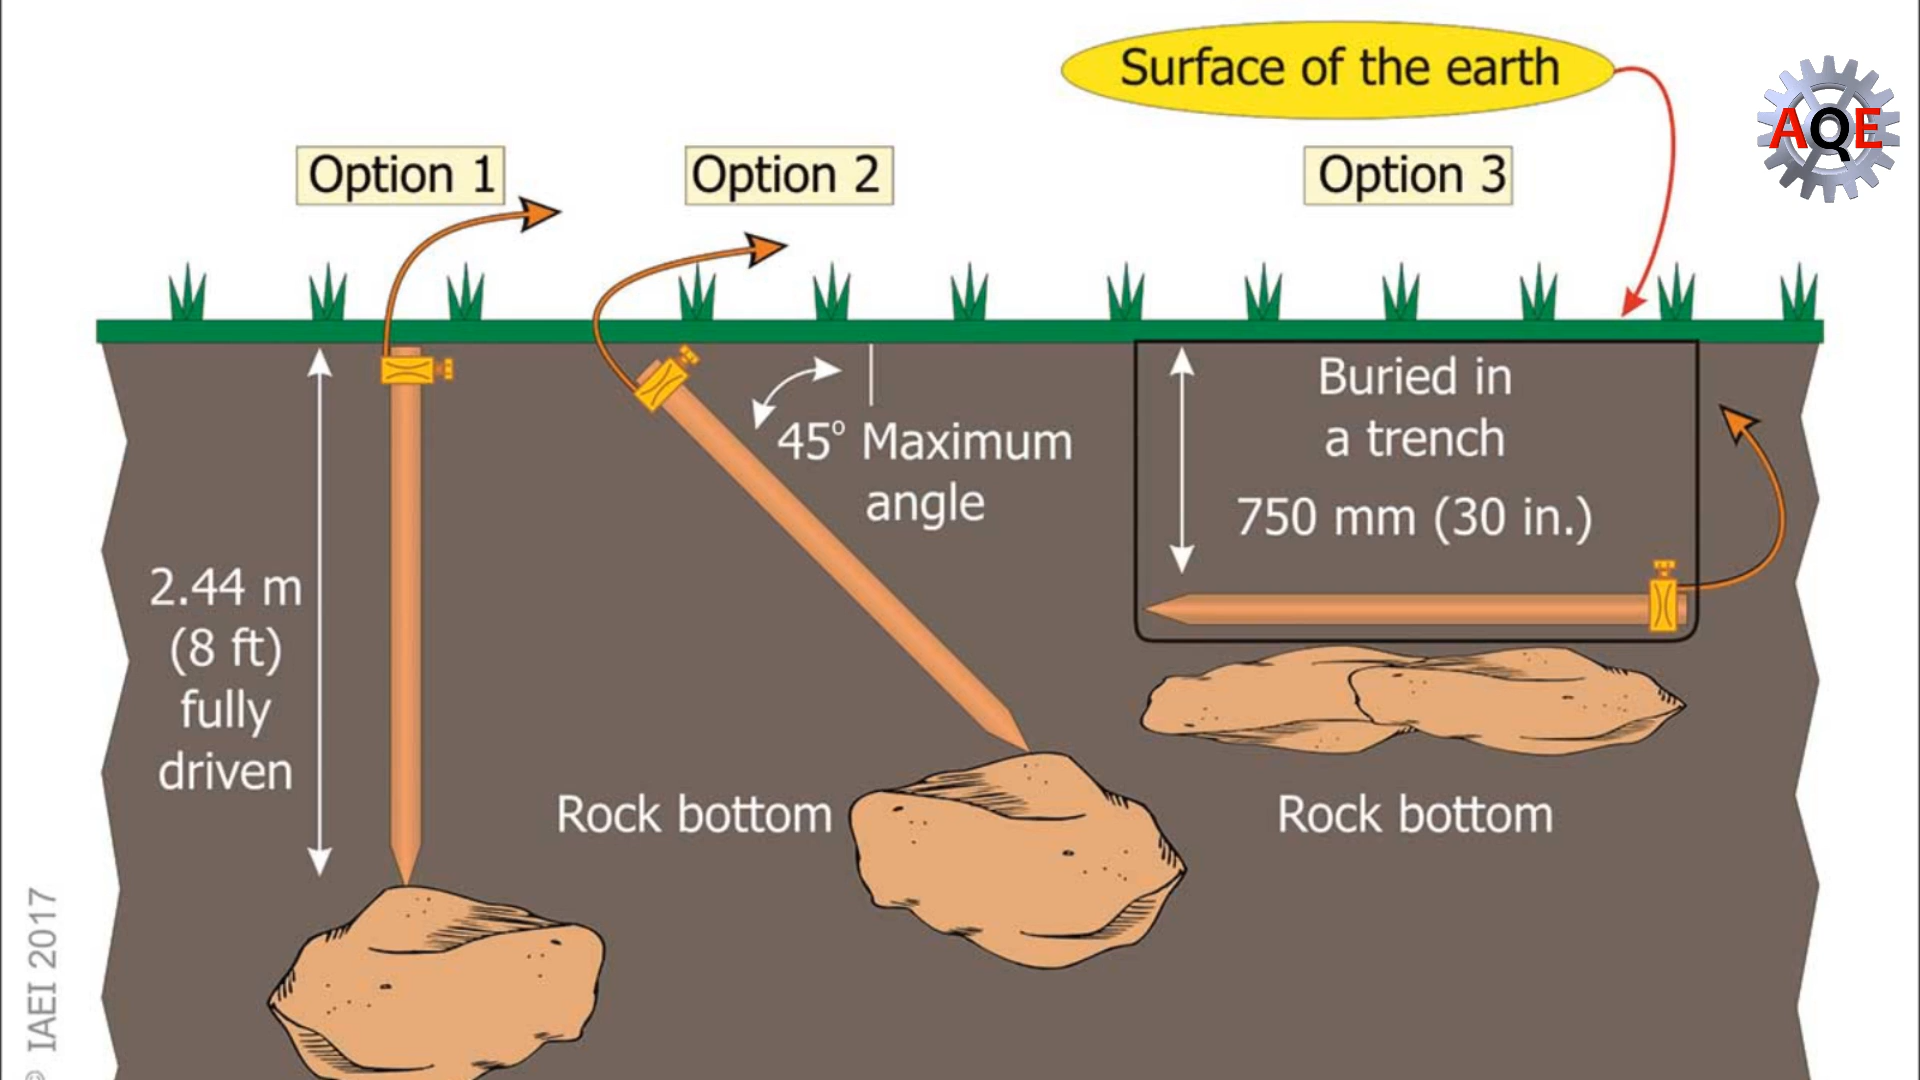 Surface of the earth
AQE
Option 1
Option 2
Option 3
Buried in
a trench
750 mm (30 in.)
45° Maximum
angle
2.44 m
(8 ft)
fully
driven
Rock bottom
Rock bottom
© IAEI 2017